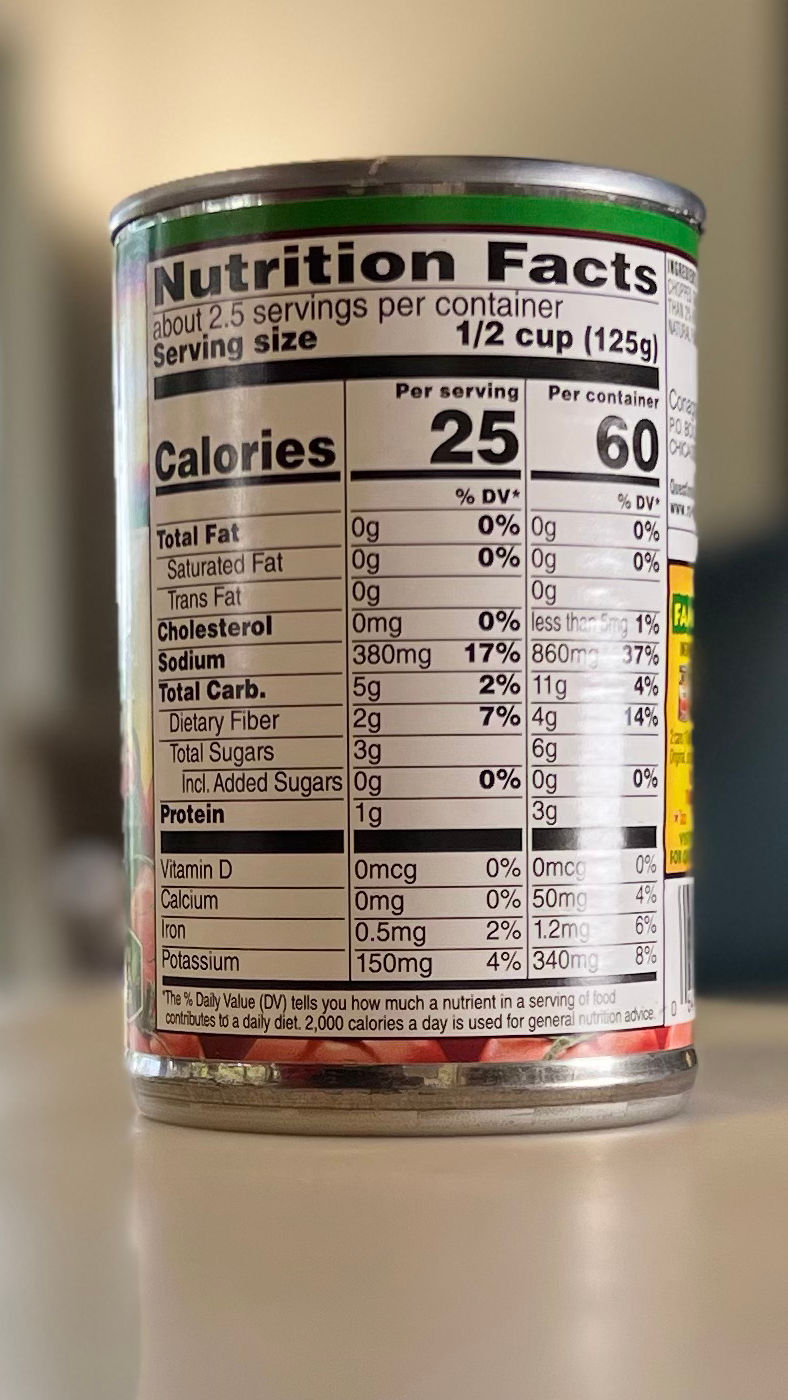 Nutrition Facts
about 2.5 servings per container
Serving size 1/2 cup (125g)
Per serving Per container
Calories 25 60
% DV* % DV*
Total Fat 0g 0% 0g 0%
Saturated Fat 0g 0% 0g 0%
Trans Fat 0g 0g
Cholesterol 0mg 0% less than 5mg 1%
Sodium 380mg 17% 860mg 37%
Total Carb. 5g 2% 11g 4%
Dietary Fiber 2g 7% 4g 14%
Total Sugars 3g 6g
Incl. Added Sugars 0g 0% 0g 0%
Protein 1g 3g
Vitamin D 0mcg 0% 0mcg 0%
Calcium 0mg 0% 50mg 4%
Iron 0.5mg 2% 1.2mg 6%
Potassium 150mg 4% 340mg 8%
*The % Daily Value (DV) tells you how much a nutrient in a serving of food
contributes to a daily diet. 2,000 calories a day is used for general nutrition advice.